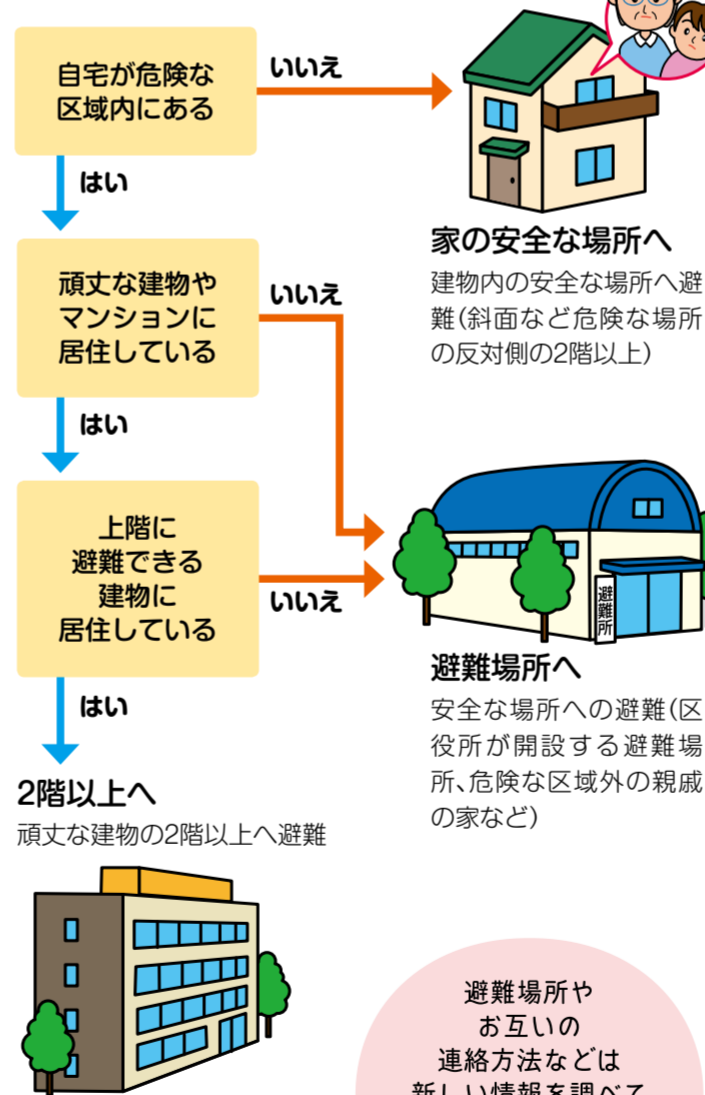 自宅が危険な
区域内にある
いいえ
はい
家の安全な場所へ
建物内の安全な場所へ避
難(斜面など危険な場所
の反対側の2階以上)
頑丈な建物や
マンションに
居住している
いいえ
はい
上階に
避難できる
建物に
居住している
いいえ
はい
避難所
避難場所へ
安全な場所への避難(区
役所が開設する避難場
所、危険な区域外の親戚
の家など)
2階以上へ
頑丈な建物の2階以上へ避難
避難場所や
お互いの
連絡方法などは
新しい情報を調べて